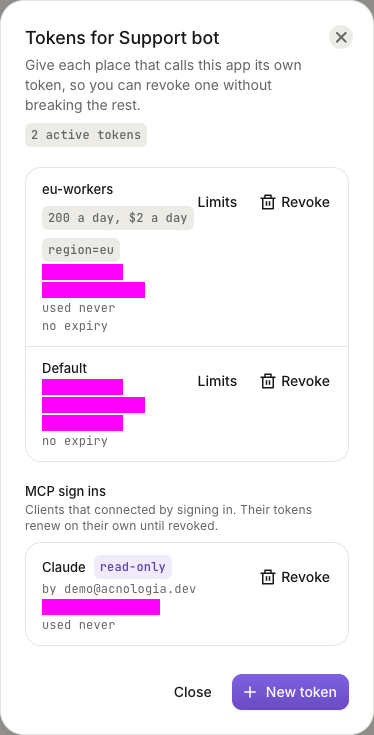 Tokens for Support bot
Give each place that calls this app its own
token, so you can revoke one without
breaking the rest.
2 active tokens
eu-workers
Limits
Revoke
200 a day, $2 a day
region=eu
used never
no expiry
Default
Limits
Revoke
no expiry
MCP sign ins
Clients that connected by signing in. Their tokens
renew on their own until revoked.
Claude read-only
Revoke
by demo@acnologia.dev
used never
Close
New token